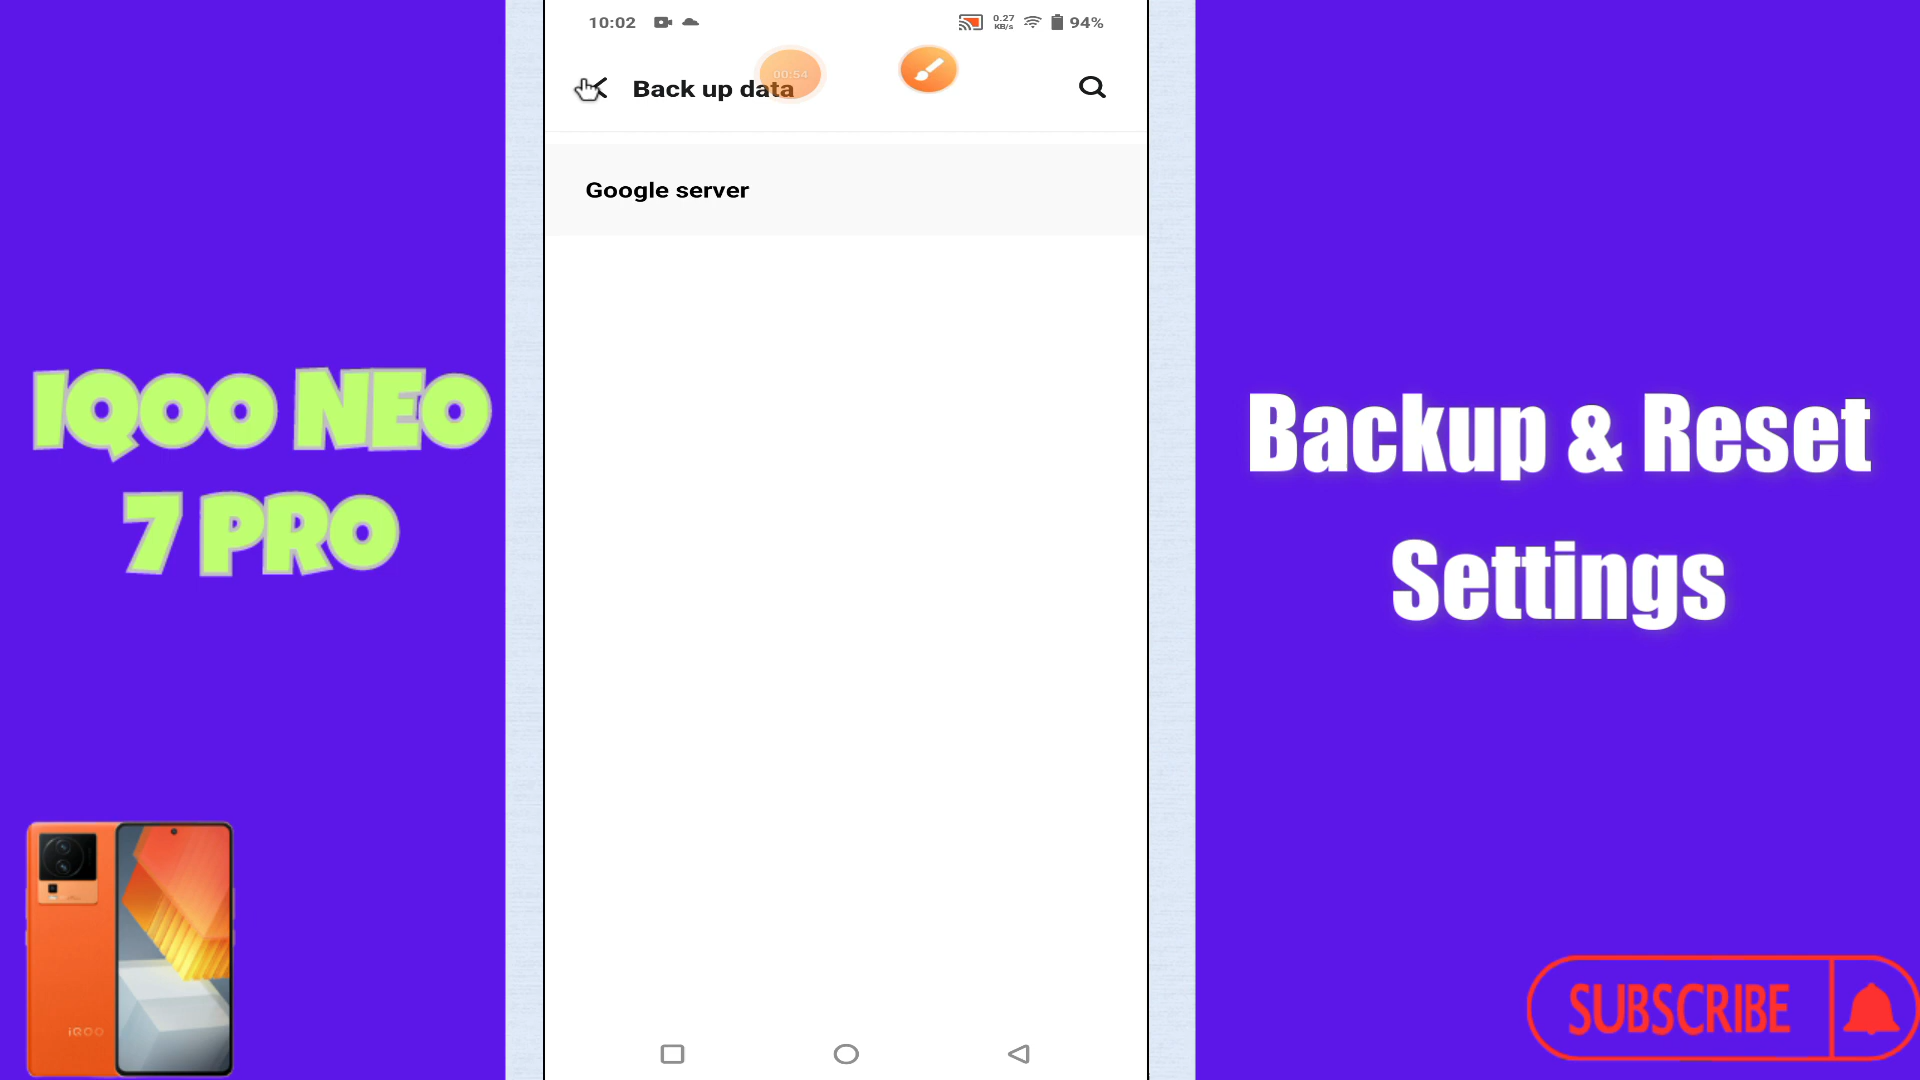 10:02
0.27
KB/s
94%
00:54
Back up data
Google server
IQOO NEO
7 PRO
Backup & Reset
Settings
iQOO
SUBSCRIBE